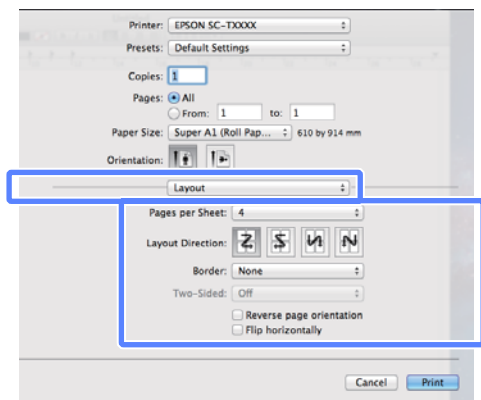 Printer: EPSON SC-TXXXX
Presets: Default Settings
Copies: 1
Pages: All
From: 1 to: 1
Paper Size: Super A1 (Roll Pap... 610 by 914 mm
Orientation:
Layout
Pages per Sheet: 4
Layout Direction:
Border: None
Two-Sided: Off
Reverse page orientation
Flip horizontally
Cancel Print